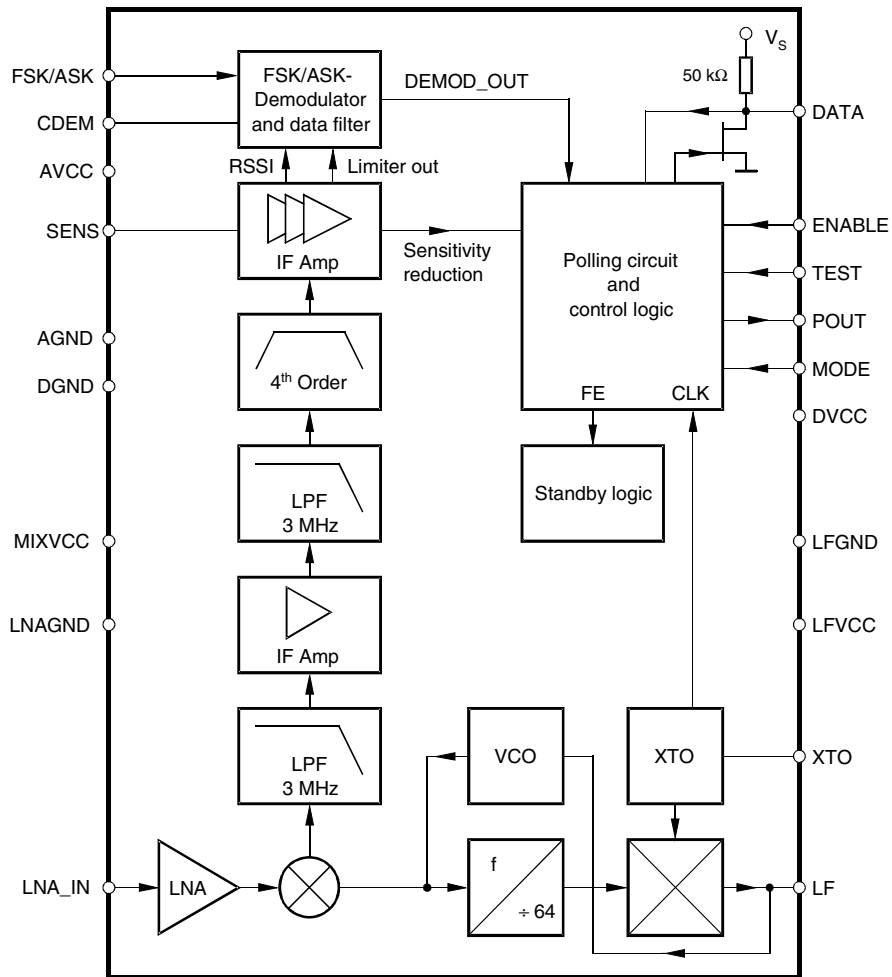 V_S
50 kΩ
FSK/ASK
FSK/ASK-
Demodulator
and data filter
DEMOD_OUT
DATA
CDEM
RSSI
Limiter out
AVCC
SENS
IF Amp
Sensitivity
reduction
Polling circuit
and
control logic
FE
CLK
ENABLE
TEST
POUT
MODE
DVCC
AGND
DGND
4th Order
LPF
3 MHz
Standby logic
MIXVCC
LFGND
LNAGND
LFVCC
IF Amp
LPF
3 MHz
VCO
XTO
XTO
LNA_IN
LNA
f
÷ 64
LF